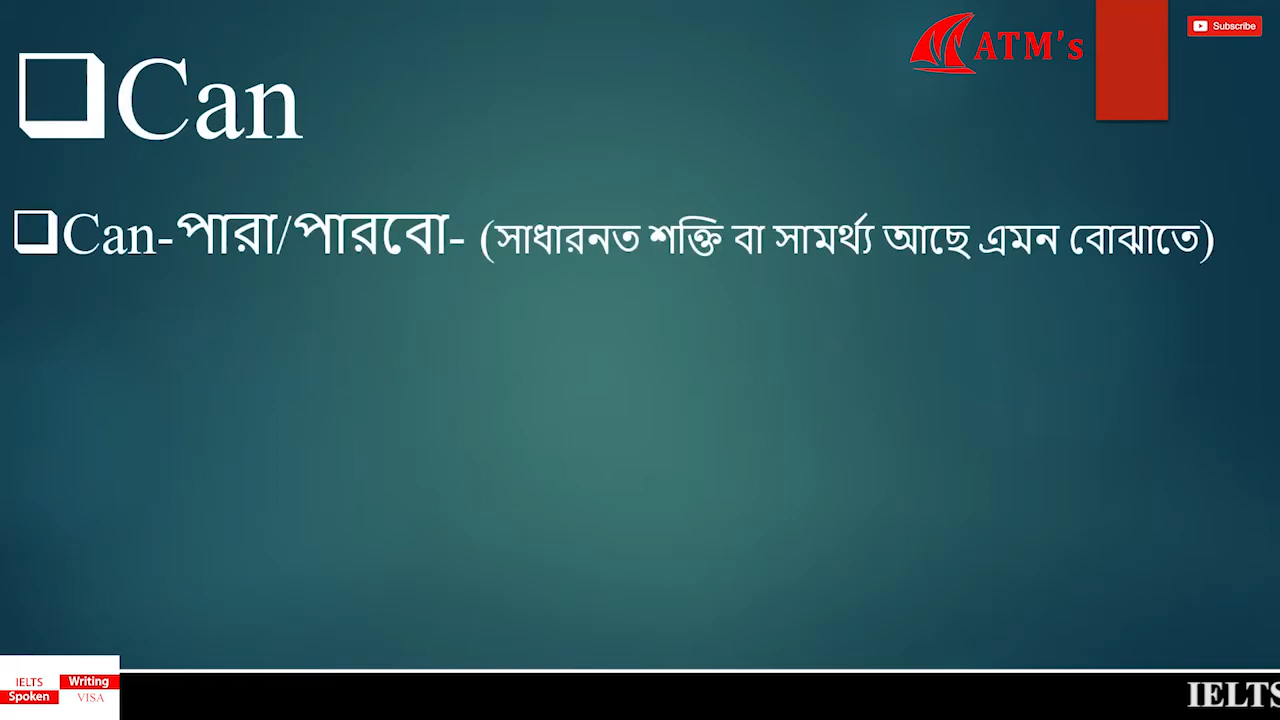 ATM's
Subscribe
Can
Can-পারা/পারবো- (সাধারনত শক্তি বা সামর্থ্য আছে এমন বোঝাতে)
IELTS Writing
Spoken VISA
IELTS